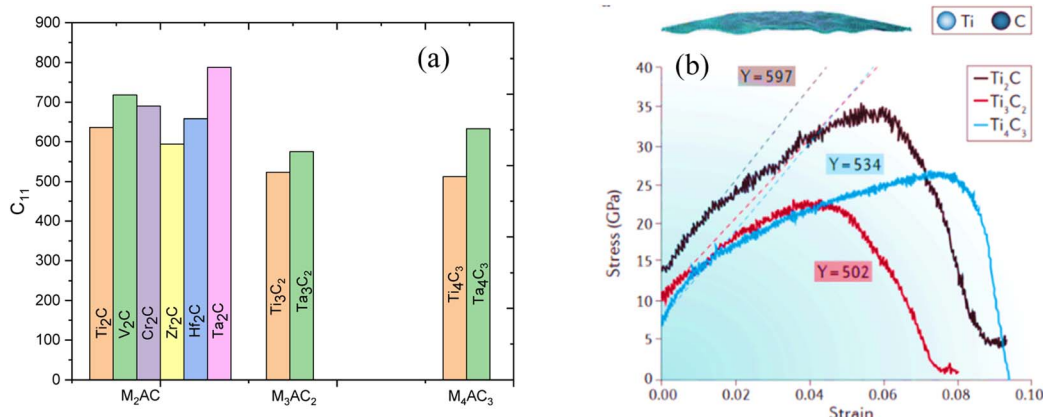 (a)
C11
900
800
700
600
500
400
300
200
100
0
Ti2C
V2C
Cr2C
Zr2C
Hf2C
Ta2C
Ti3C2
Ta3C2
Ti4C3
Ta4C3
M2AC
M3AC2
M4AC3
Ti C
(b)
Ti2C
Ti3C2
Ti4C3
Y = 597
Y = 534
Y = 502
Stress (GPa)
40
35
30
25
20
15
10
5
0
0.00 0.02 0.04 0.06 0.08 0.10
Strain